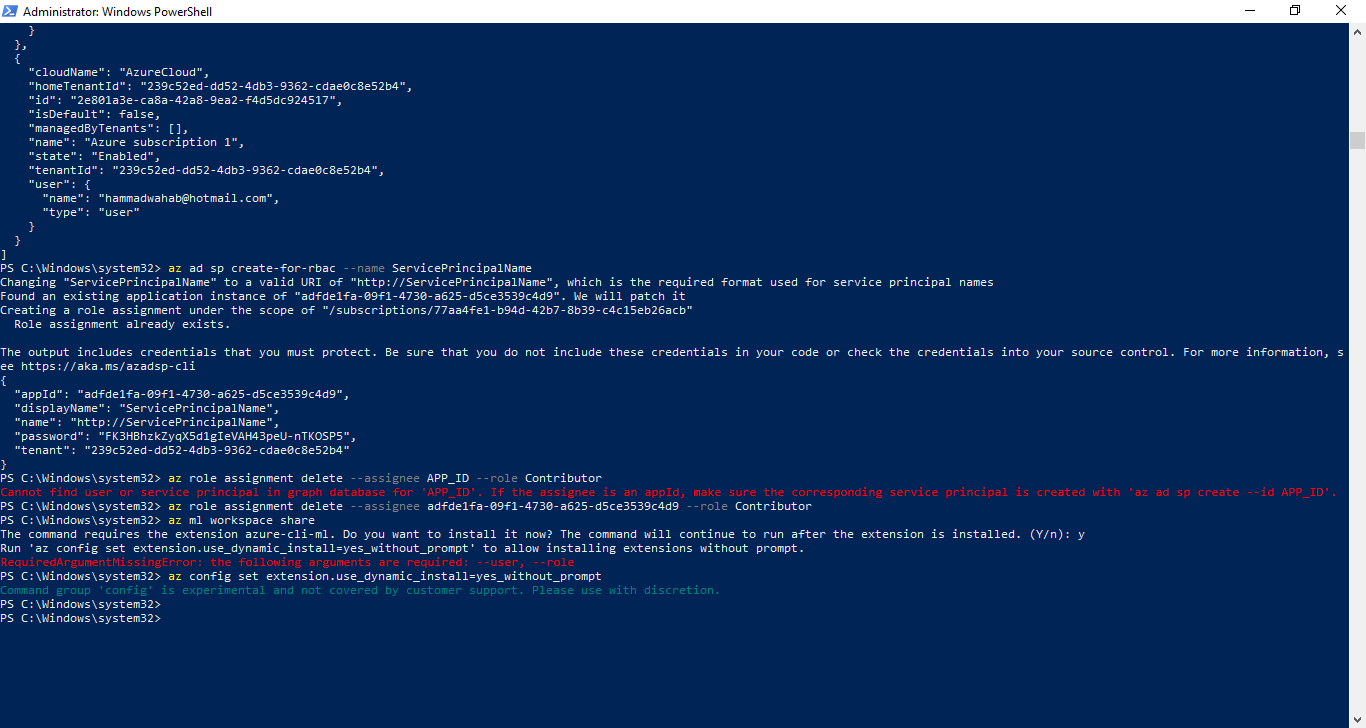 Administrator: Windows PowerShell
    }
  },
  {
    "cloudName": "AzureCloud",
    "homeTenantId": "239c52ed-dd52-4db3-9362-cdae0c8e52b4",
    "id": "2e801a3e-ca8a-42a8-9ea2-f4d5dc924517",
    "isDefault": false,
    "managedByTenants": [],
    "name": "Azure subscription 1",
    "state": "Enabled",
    "tenantId": "239c52ed-dd52-4db3-9362-cdae0c8e52b4",
    "user": {
      "name": "hammadwahab@hotmail.com",
      "type": "user"
    }
  }
]
PS C:\Windows\system32> az ad sp create-for-rbac --name ServicePrincipalName
Changing "ServicePrincipalName" to a valid URI of "http://ServicePrincipalName", which is the required format used for service principal names
Found an existing application instance of "adfde1fa-09f1-4730-a625-d5ce3539c4d9". We will patch it
Creating a role assignment under the scope of "/subscriptions/77aa4fe1-b94d-42b7-8b39-c4c15eb26acb"
  Role assignment already exists.

The output includes credentials that you must protect. Be sure that you do not include these credentials in your code or check the credentials into your source control. For more information, s
ee https://aka.ms/azadsp-cli
{
  "appId": "adfde1fa-09f1-4730-a625-d5ce3539c4d9",
  "displayName": "ServicePrincipalName",
  "name": "http://ServicePrincipalName",
  "password": "FK3HBhzkZyqX5d1gIeVAH43peU-nTKOSP5",
  "tenant": "239c52ed-dd52-4db3-9362-cdae0c8e52b4"
}
PS C:\Windows\system32> az role assignment delete --assignee APP_ID --role Contributor
Cannot find user or service principal in graph database for 'APP_ID'. If the assignee is an appId, make sure the corresponding service principal is created with 'az ad sp create --id APP_ID'.
PS C:\Windows\system32> az role assignment delete --assignee adfde1fa-09f1-4730-a625-d5ce3539c4d9 --role Contributor
PS C:\Windows\system32> az ml workspace share
The command requires the extension azure-cli-ml. Do you want to install it now? The command will continue to run after the extension is installed. (Y/n): y
Run 'az config set extension.use_dynamic_install=yes_without_prompt' to allow installing extensions without prompt.
RequiredArgumentMissingError: the following arguments are required: --user, --role
PS C:\Windows\system32> az config set extension.use_dynamic_install=yes_without_prompt
Command group 'config' is experimental and not covered by customer support. Please use with discretion.
PS C:\Windows\system32>
PS C:\Windows\system32>